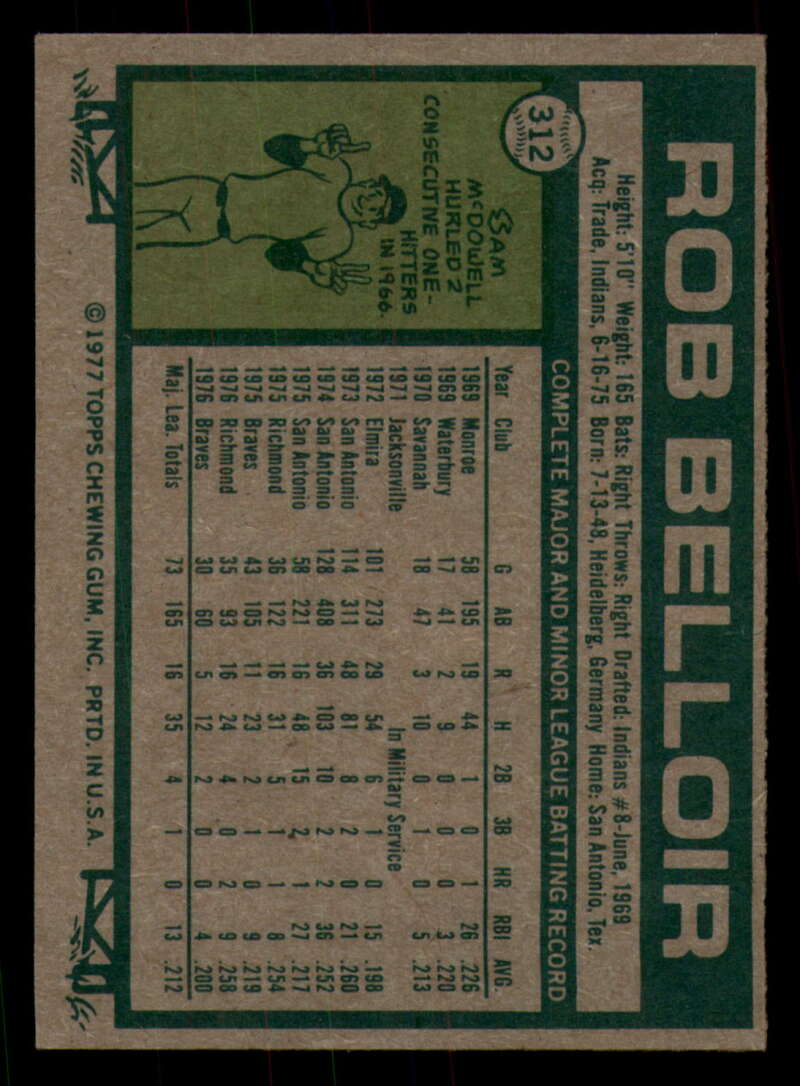 ROB BELLOIR
312
Height: 5'10" Weight: 165 Bats: Right Throws: Right Drafted: Indians #8-June, 1969
Acq: Trade, Indians, 6-16-75 Born: 7-13-48, Heidelberg, Germany Home: San Antonio, Tex.
SAM
McDOWELL
HURLED 2
CONSECUTIVE ONE-
HITTERS
IN 1966.
COMPLETE MAJOR AND MINOR LEAGUE BATTING RECORD
Year Club G AB R H 2B 3B HR RBI AVG.
1969 Monroe 58 195 19 44 1 0 1 26 .226
1969 Waterbury 17 41 2 9 0 0 0 3 .220
1970 Savannah 18 47 3 10 0 1 0 5 .213
1971 Jacksonville In Military Service
1972 Elmira 101 273 29 54 6 1 0 15 .198
1973 San Antonio 114 311 48 81 8 2 0 21 .260
1974 San Antonio 128 408 36 103 10 2 2 36 .252
1975 San Antonio 58 221 16 48 15 2 1 27 .217
1975 Richmond 36 122 16 31 5 1 1 8 .254
1975 Braves 43 105 11 23 2 1 0 9 .219
1976 Richmond 35 93 16 24 4 0 2 9 .258
1976 Braves 30 60 5 12 2 0 0 4 .200
Maj. Lea. Totals 73 165 16 35 4 1 0 13 .212
©1977 TOPPS CHEWING GUM, INC. PRTD. IN U.S.A.